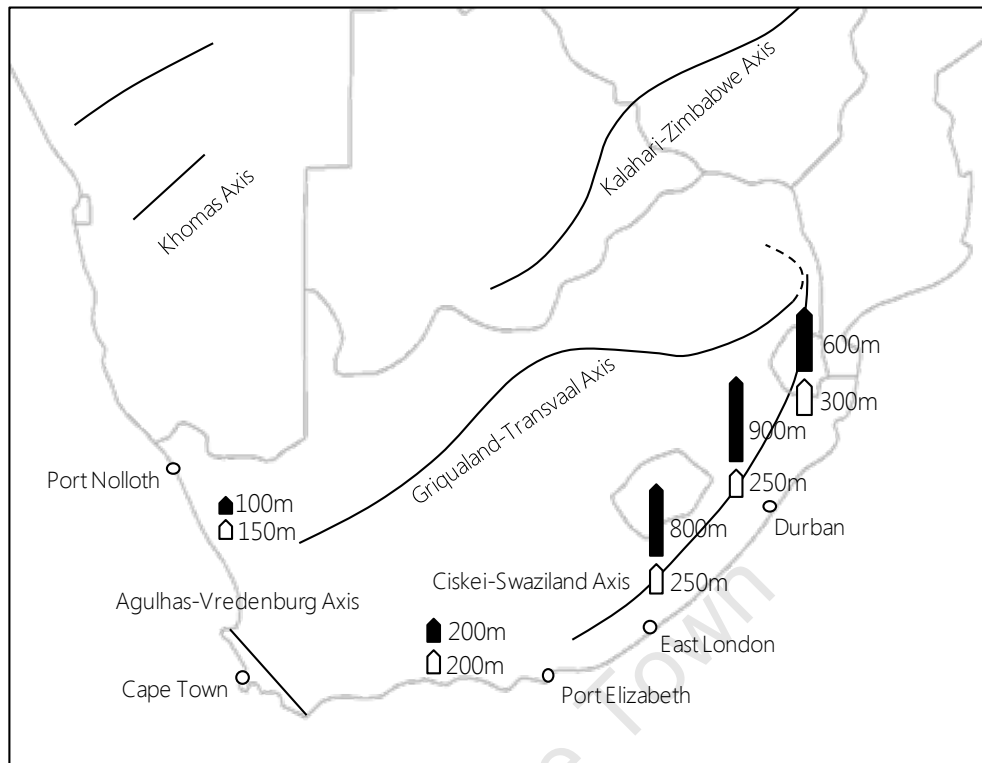 Kalahari-Zimbabwe Axis
Khomas Axis
600m
300m
900m
Griqualand-Transvaal Axis
Port Nolloth
250m
100m
150m
800m
Durban
Ciskei-Swaziland Axis
250m
Agulhas-Vredenburg Axis
200m
East London
200m
Cape Town
Port Elizabeth
e Town